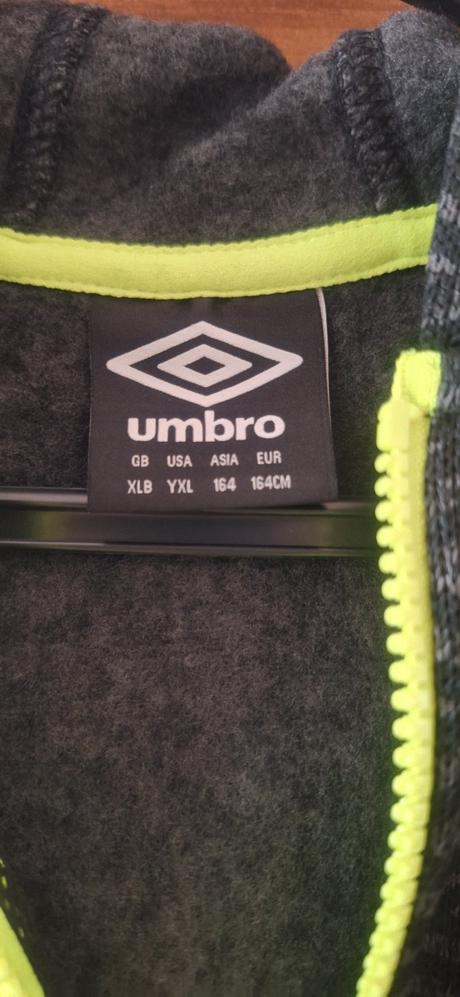 umbro
GB USA ASIA EUR
XLB YXL 164 164CM